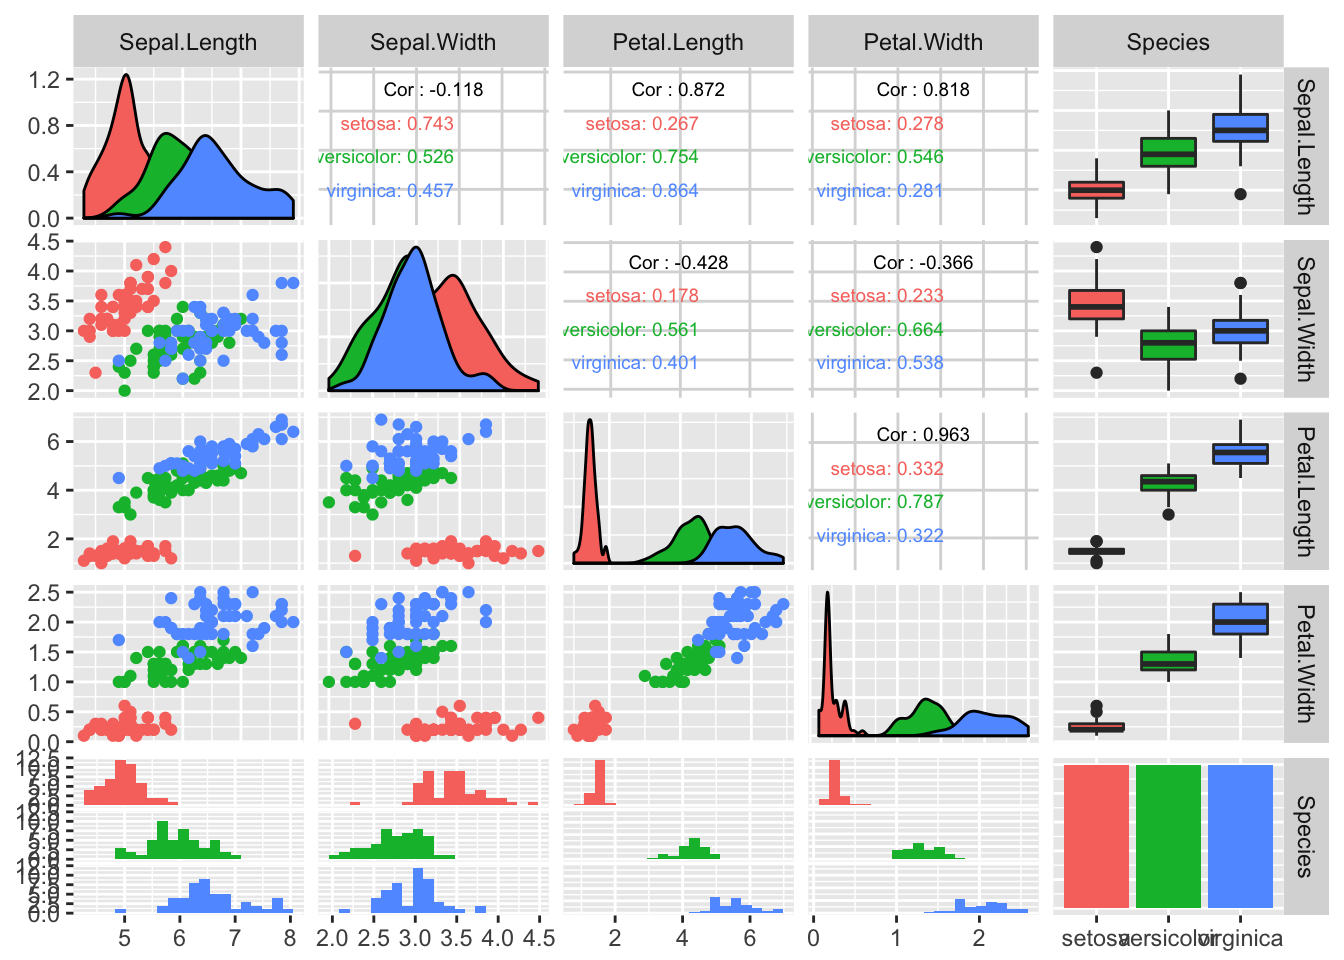 Sepal.Length Sepal.Width Petal.Length Petal.Width Species
1.2
0.8
0.4
0.0
Cor : -0.118
setosa: 0.743
versicolor: 0.526
virginica: 0.457
Cor : 0.872
setosa: 0.267
versicolor: 0.754
virginica: 0.864
Cor : 0.818
setosa: 0.278
versicolor: 0.546
virginica: 0.281
Sepal.Length
4.5
4.0
3.5
3.0
2.5
2.0
Cor : -0.428
setosa: 0.178
versicolor: 0.561
virginica: 0.401
Cor : -0.366
setosa: 0.233
versicolor: 0.664
virginica: 0.538
Sepal.Width
6
4
2
Cor : 0.963
setosa: 0.332
versicolor: 0.787
virginica: 0.322
Petal.Length
2.5
2.0
1.5
1.0
0.5
0.0
Petal.Width
12.5
0.0
Species
5 6 7 8
2.0 2.5 3.0 3.5 4.0 4.5
2 4 6
0 1 2
setosa versicolor virginica